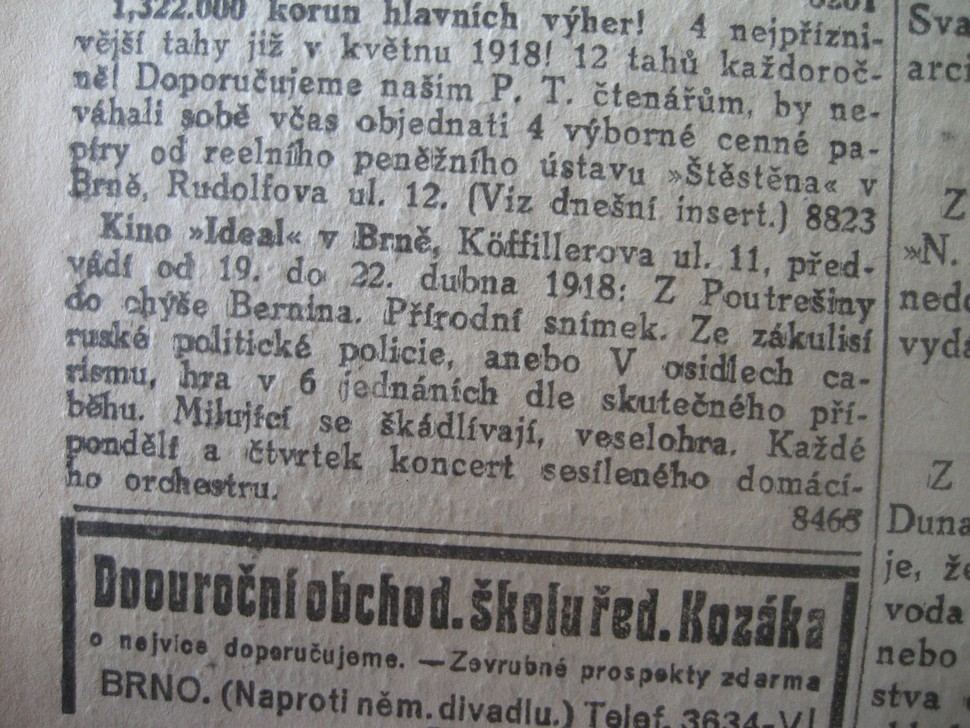 1,322.000 korun hlavních výher! 4 nejpřízni-
vější tahy již v květnu 1918! 12 tahů každoroč-
ně! Doporučujeme našim P. T. čtenářům, by ne-
váhali sobě včas objednati 4 výborné cenné pa-
píry od reelního peněžního ústavu »Štěstěna« v
Brně, Rudolfova ul. 12. (Viz dnešní insert.) 8823
Kino »Ideal« v Brně, Köffillerova ul. 11, před-
vádí od 19. do 22. dubna 1918: Z Poutrešiny
do chýše Bernina. Přírodní snímek. Ze zákulisí
ruské politické policie, anebo V osidlech ca-
rismu, hra v 6 jednáních dle skutečného pří-
běhu. Milující se škádlívají, veselohra. Každé
pondělí a čtvrtek koncert sesíleného domácí-
ho orchestru.
8463
Dvouroční obchod. školu řed. Kozáka
o nejvíce doporučujeme. — Zevrubné prospekty zdarma
BRNO. (Naproti něm. divadlu.) Telef. 3634-VI
Sva
arci
Z
»N.
nede
vydá
Z
Duna
je, že
voda
nebo
stva